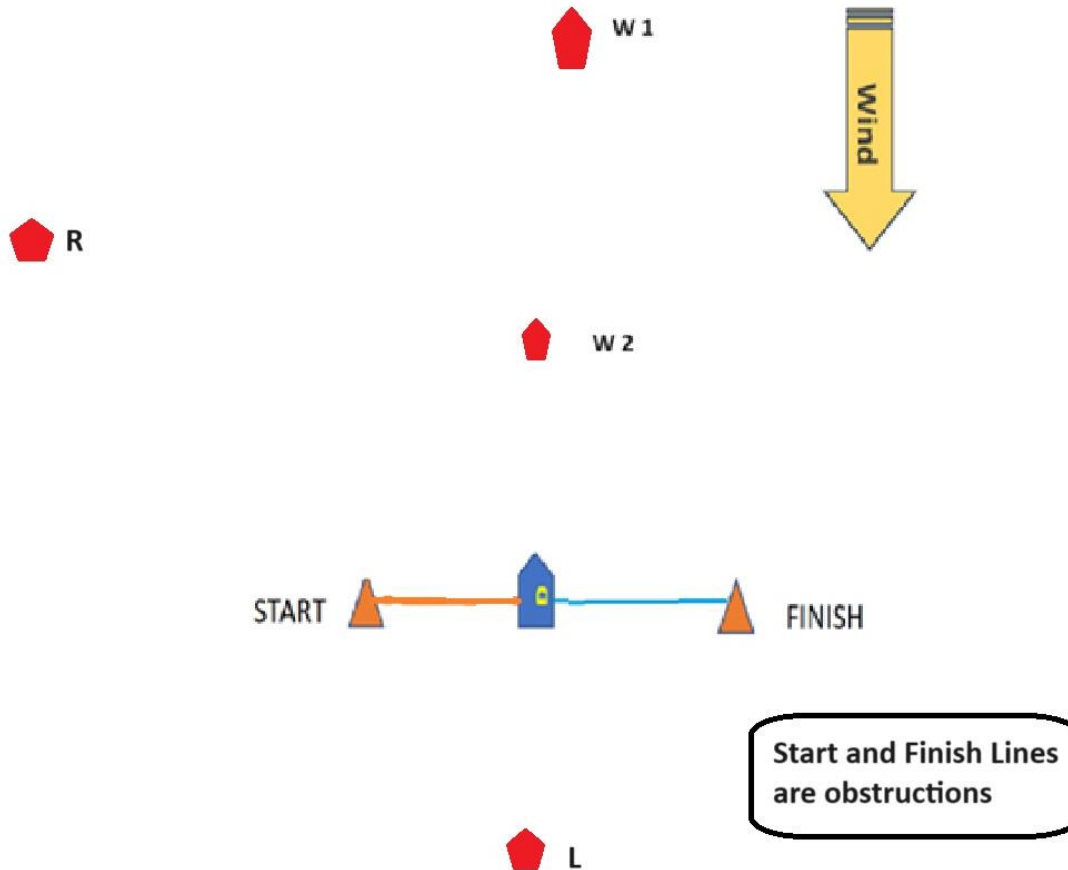 W 1
Wind
R
W 2
START
FINISH
Start and Finish Lines
are obstructions
L